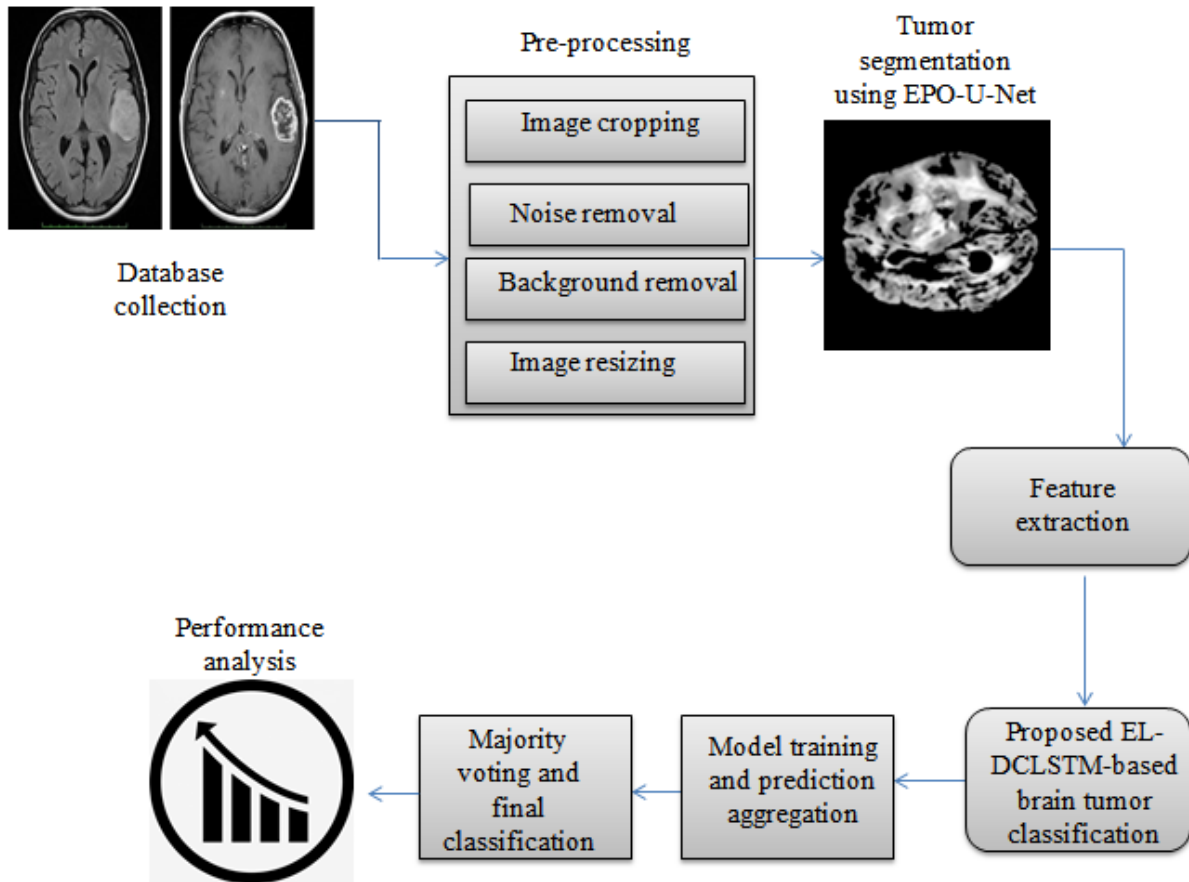 Database
collection
Pre-processing
Image cropping
Noise removal
Background removal
Image resizing
Tumor
segmentation
using EPO-U-Net
Feature
extraction
Proposed EL-
DCLSTM-based
brain tumor
classification
Model training
and prediction
aggregation
Majority
voting and
final
classification
Performance
analysis